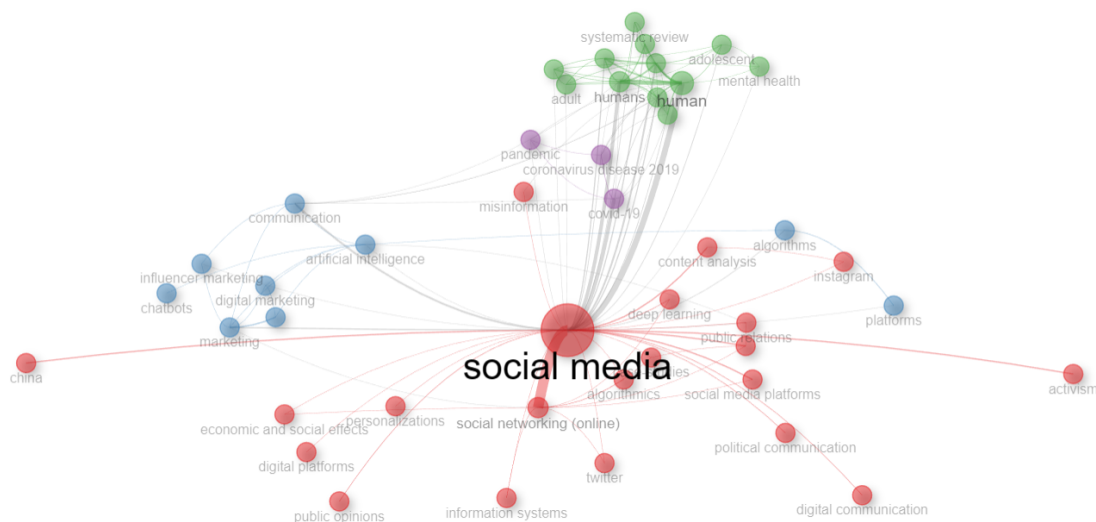 systematic review
adolescent
mental health
adult
humans
human
pandemic
coronavirus disease 2019
misinformation
covid-19
communication
algorithms
artificial intelligence
content analysis
influencer marketing
instagram
chatbots
digital marketing
deep learning
platforms
marketing
public relations
social media
china
activism
algorithmics
social media platforms
personalizations
economic and social effects
social networking (online)
political communication
digital platforms
twitter
public opinions
information systems
digital communication